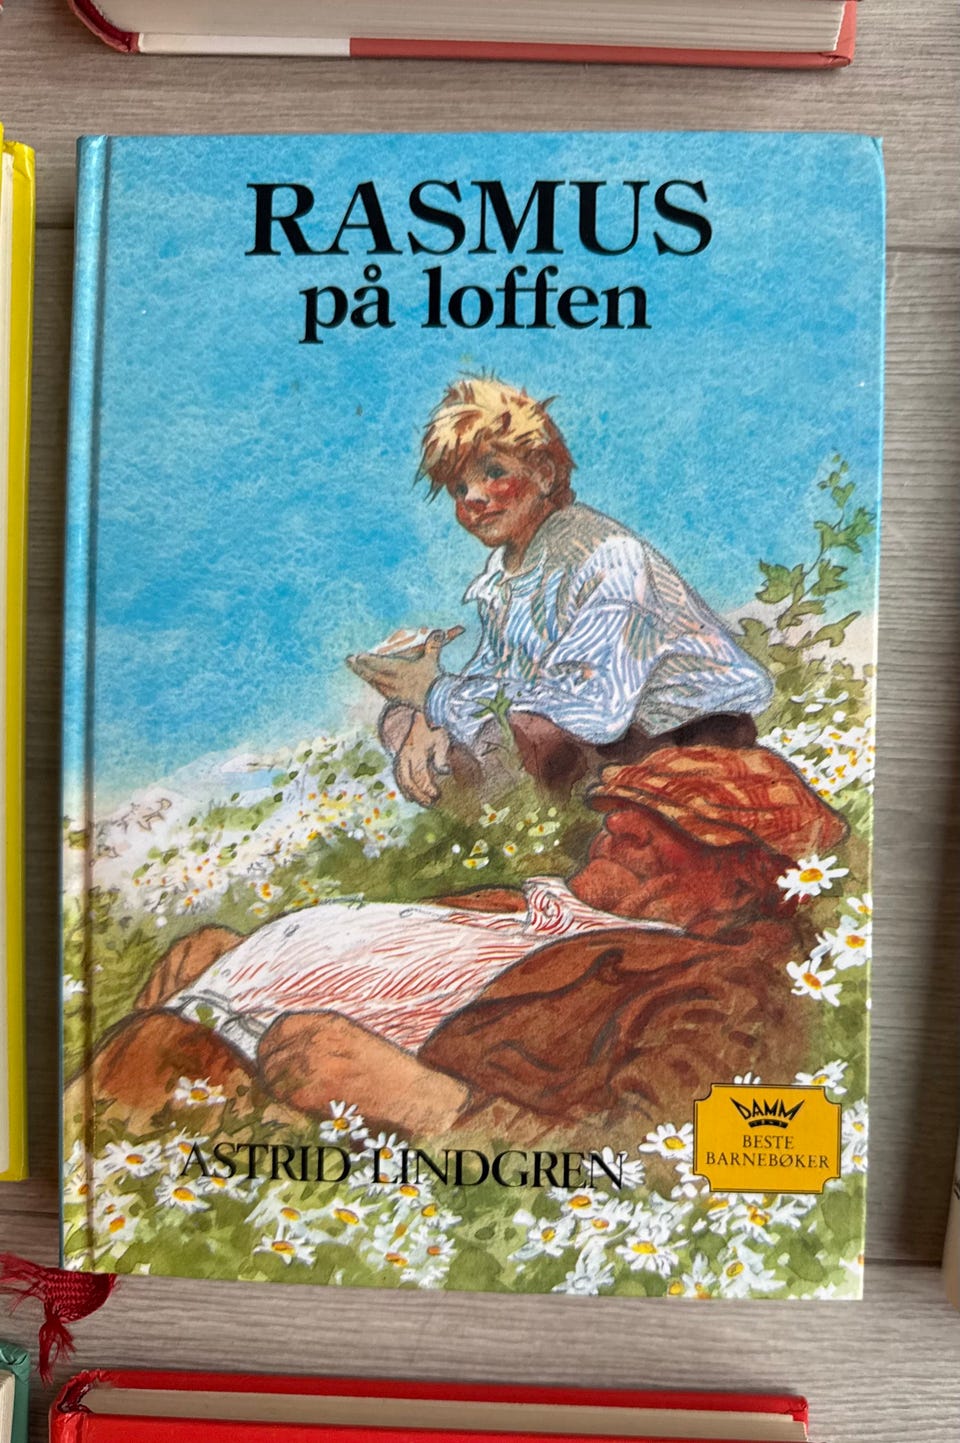 RASMUS
på loffen
ASTRID LINDGREN
DAMM
BESTE
BARNEBØKER